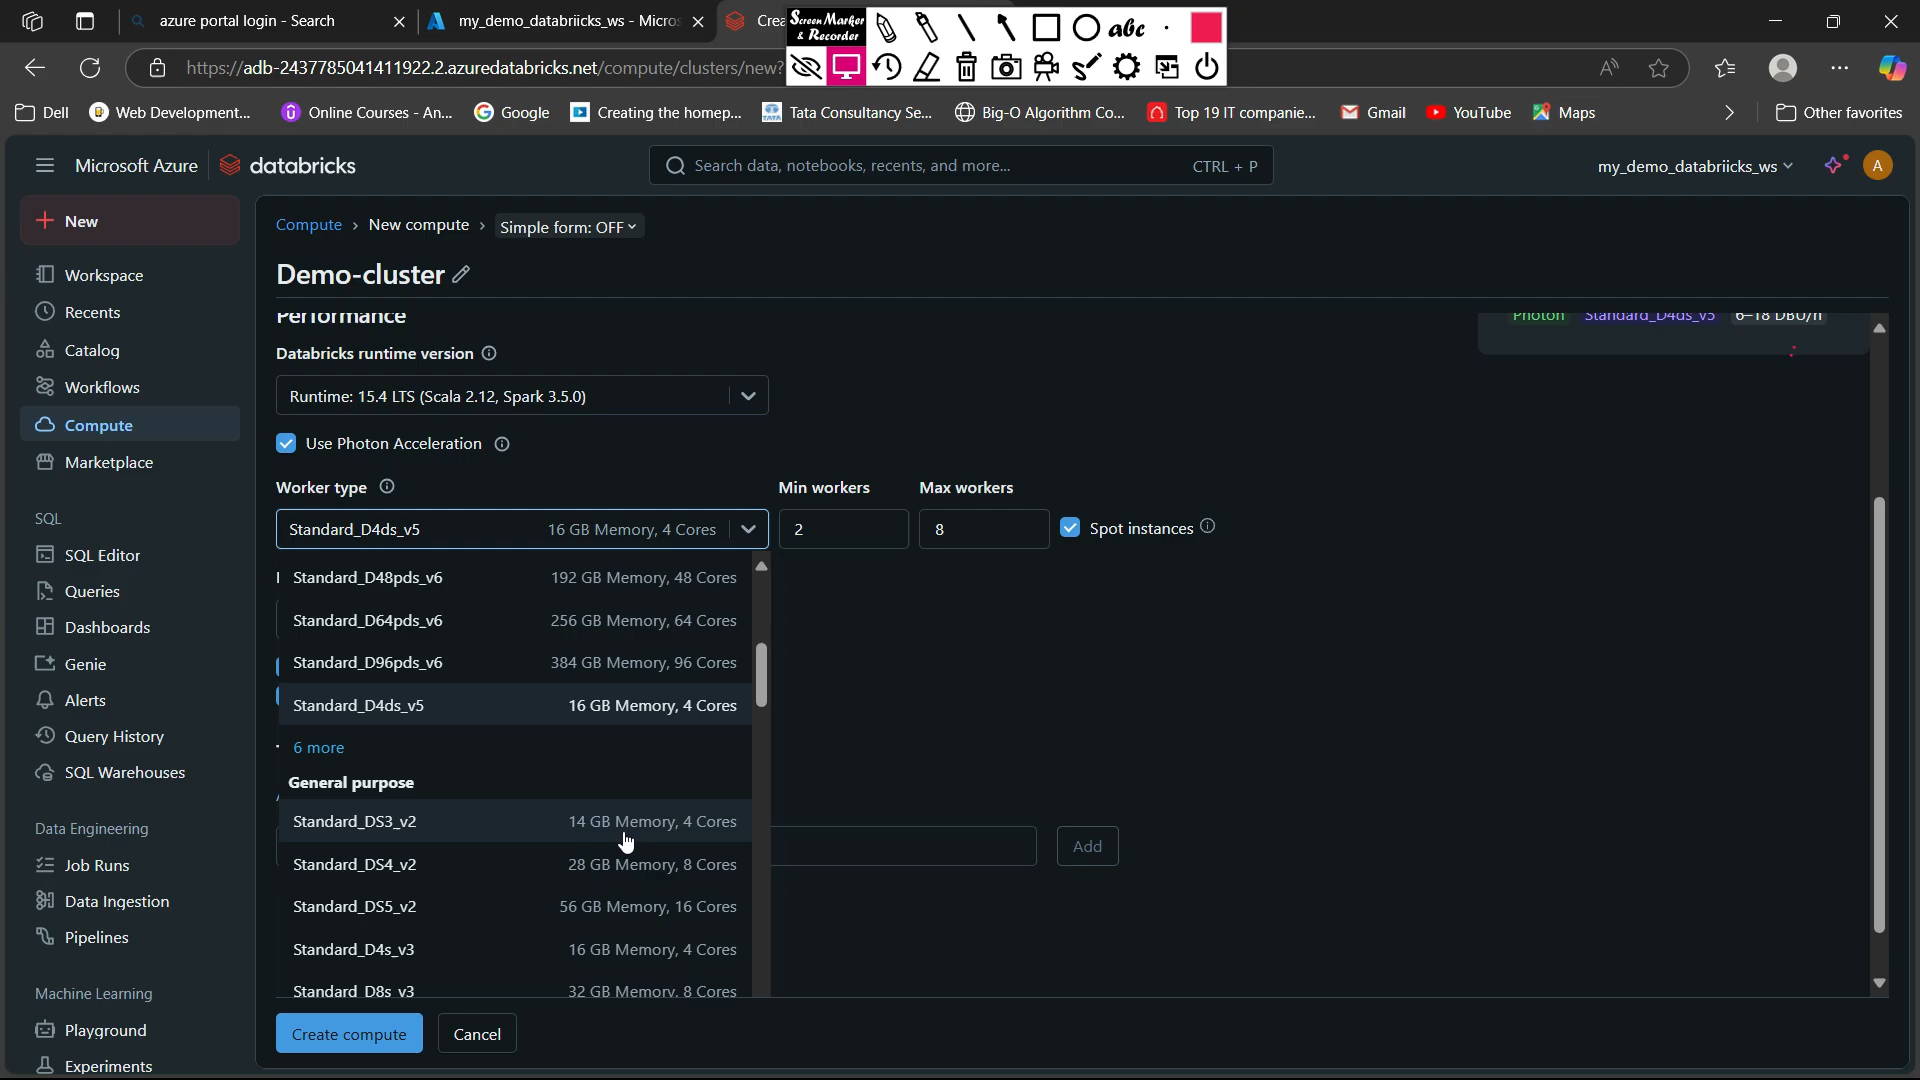 azure portal login - Search
my_demo_databriicks_ws - Micros
Crea
Screen Marker
& Recorder
abc
https://adb-2437785041411922.2.azuredatabricks.net/compute/clusters/new?
Dell
Web Development...
Online Courses - An...
Google
Creating the homep...
Tata Consultancy Se...
Big-O Algorithm Co...
Top 19 IT companie...
Gmail
YouTube
Maps
Other favorites
Microsoft Azure
databricks
Search data, notebooks, recents, and more...
CTRL + P
my_demo_databriicks_ws
A
New
Workspace
Recents
Catalog
Workflows
Compute
Marketplace
SQL
SQL Editor
Queries
Dashboards
Genie
Alerts
Query History
SQL Warehouses
Data Engineering
Job Runs
Data Ingestion
Pipelines
Machine Learning
Playground
Experiments
Compute › New compute › Simple form: OFF
Demo-cluster
Performance
Photon Standard_D4ds_v5 6–18 DBU/h
Databricks runtime version
Runtime: 15.4 LTS (Scala 2.12, Spark 3.5.0)
Use Photon Acceleration
Worker type Min workers Max workers
Standard_D4ds_v5 16 GB Memory, 4 Cores 2 8 Spot instances
Standard_D48pds_v6 192 GB Memory, 48 Cores
Standard_D64pds_v6 256 GB Memory, 64 Cores
Standard_D96pds_v6 384 GB Memory, 96 Cores
Standard_D4ds_v5 16 GB Memory, 4 Cores
6 more
General purpose
Standard_DS3_v2 14 GB Memory, 4 Cores
Standard_DS4_v2 28 GB Memory, 8 Cores
Add
Standard_DS5_v2 56 GB Memory, 16 Cores
Standard_D4s_v3 16 GB Memory, 4 Cores
Standard_D8s_v3 32 GB Memory, 8 Cores
Create compute
Cancel